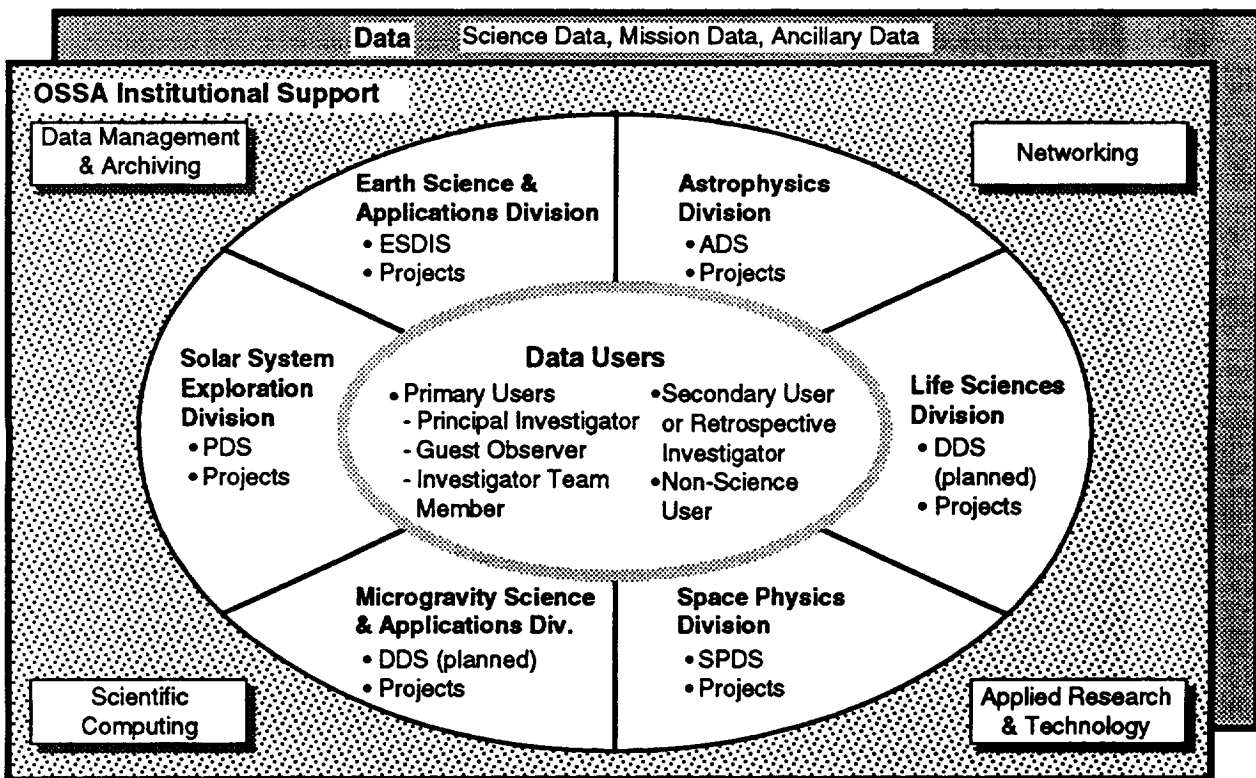 Data Science Data, Mission Data, Ancillary Data
OSSA Institutional Support
Data Management
& Archiving
Networking
Earth Science &
Applications Division
• ESDIS
• Projects
Astrophysics
Division
• ADS
• Projects
Solar System
Exploration
Division
• PDS
• Projects
Data Users
• Primary Users
- Principal Investigator
- Guest Observer
- Investigator Team
Member
•Secondary User
or Retrospective
Investigator
•Non-Science
User
Life Sciences
Division
• DDS
(planned)
• Projects
Microgravity Science
& Applications Div.
• DDS (planned)
• Projects
Space Physics
Division
• SPDS
• Projects
Scientific
Computing
Applied Research
& Technology